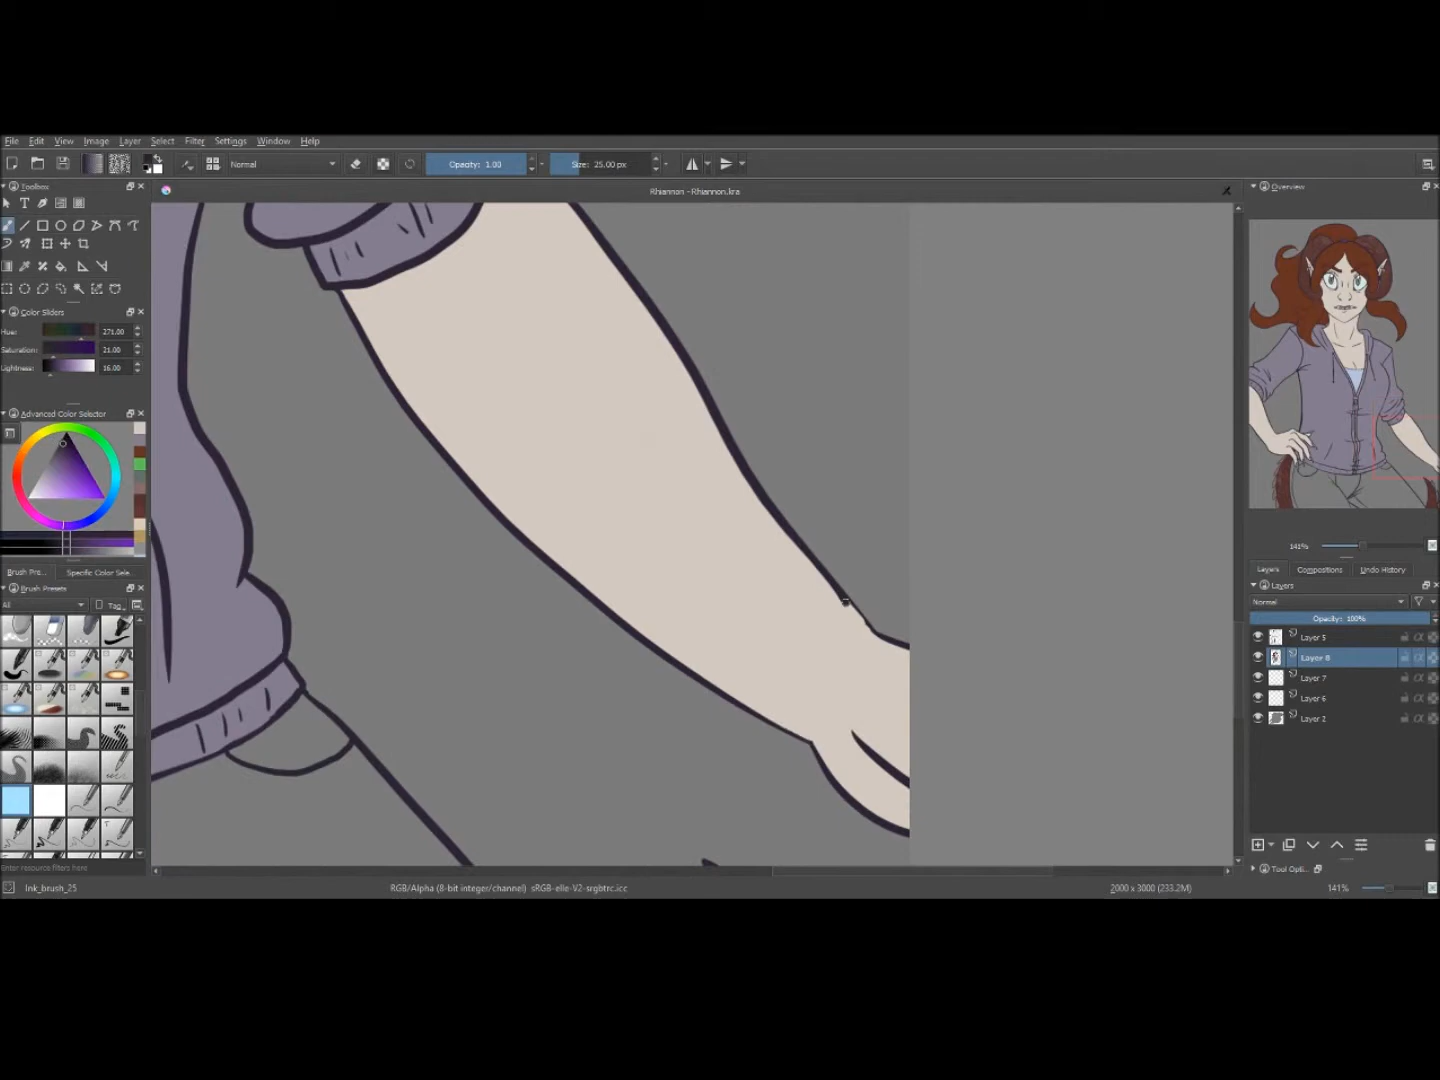 File Edit View Image Layer Select Filter Settings Window Help
Normal Opacity: 1.00 Size: 25.00 px
Toolbox
Rhiannon -Rhiannon.kra
Overview
Color Sliders
Hue: 271.00
Saturation: 21.00
Lightness: 16.00
Advanced Color Selector
141%
Brush Pre... Specific Color Sele...
Layers Compositions Undo History
Brush Presets
Layers
All Tag
Normal
Opacity: 100%
Layer 5
Layer 8
Layer 7
Layer 6
Layer 2
Enter resource filters here
Tool Opti...
Ink_brush_25
RGB/Alpha (8-bit integer/channel) sRGB-elle-V2-srgbtrc.icc
2000 x 3000 (233.2M)
141%